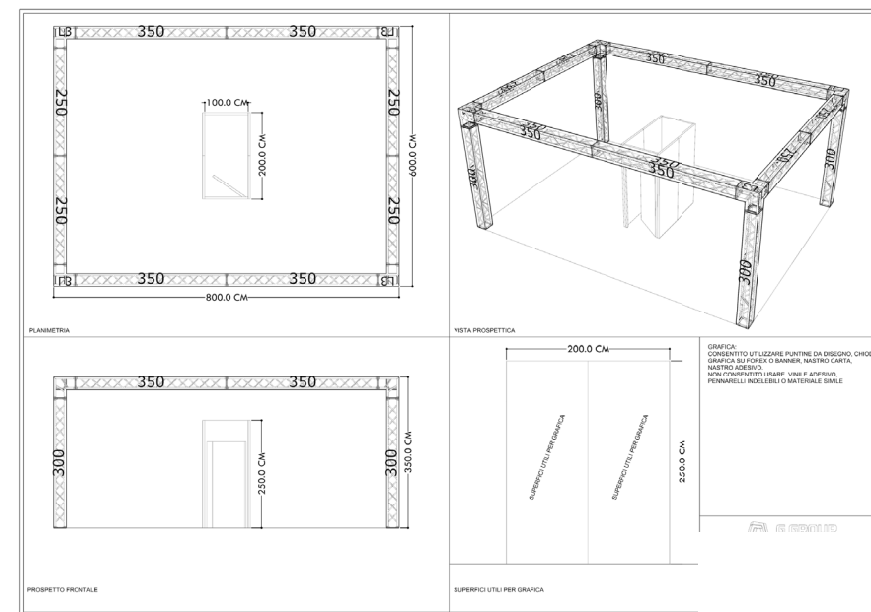 350
350
250
250
250
250
100.0 CM
200.0 CM
600.0 CM
350
350
800.0 CM
PLANIMETRIA
350
350
250
250
350
350
350
300
300
300
300
VISTA PROSPETTICA
350
350
300
300
250.0 CM
350.0 CM
PROSPETTO FRONTALE
200.0 CM
SUPERFICI UTILI PER GRAFICA
SUPERFICI UTILI PER GRAFICA
250.0 CM
SUPERFICI UTILI PER GRAFICA
GRAFICA:
CONSENTITO UTLIZZARE PUNTINE DA DISEGNO, CHIOD
GRAFICA SU FOREX O BANNER, NASTRO CARTA,
NASTRO ADESIVO.
NON CONSENTITO USARE, VINILE ADESIVO,
PENNARELLI INDELEBILI O MATERIALE SIMILE